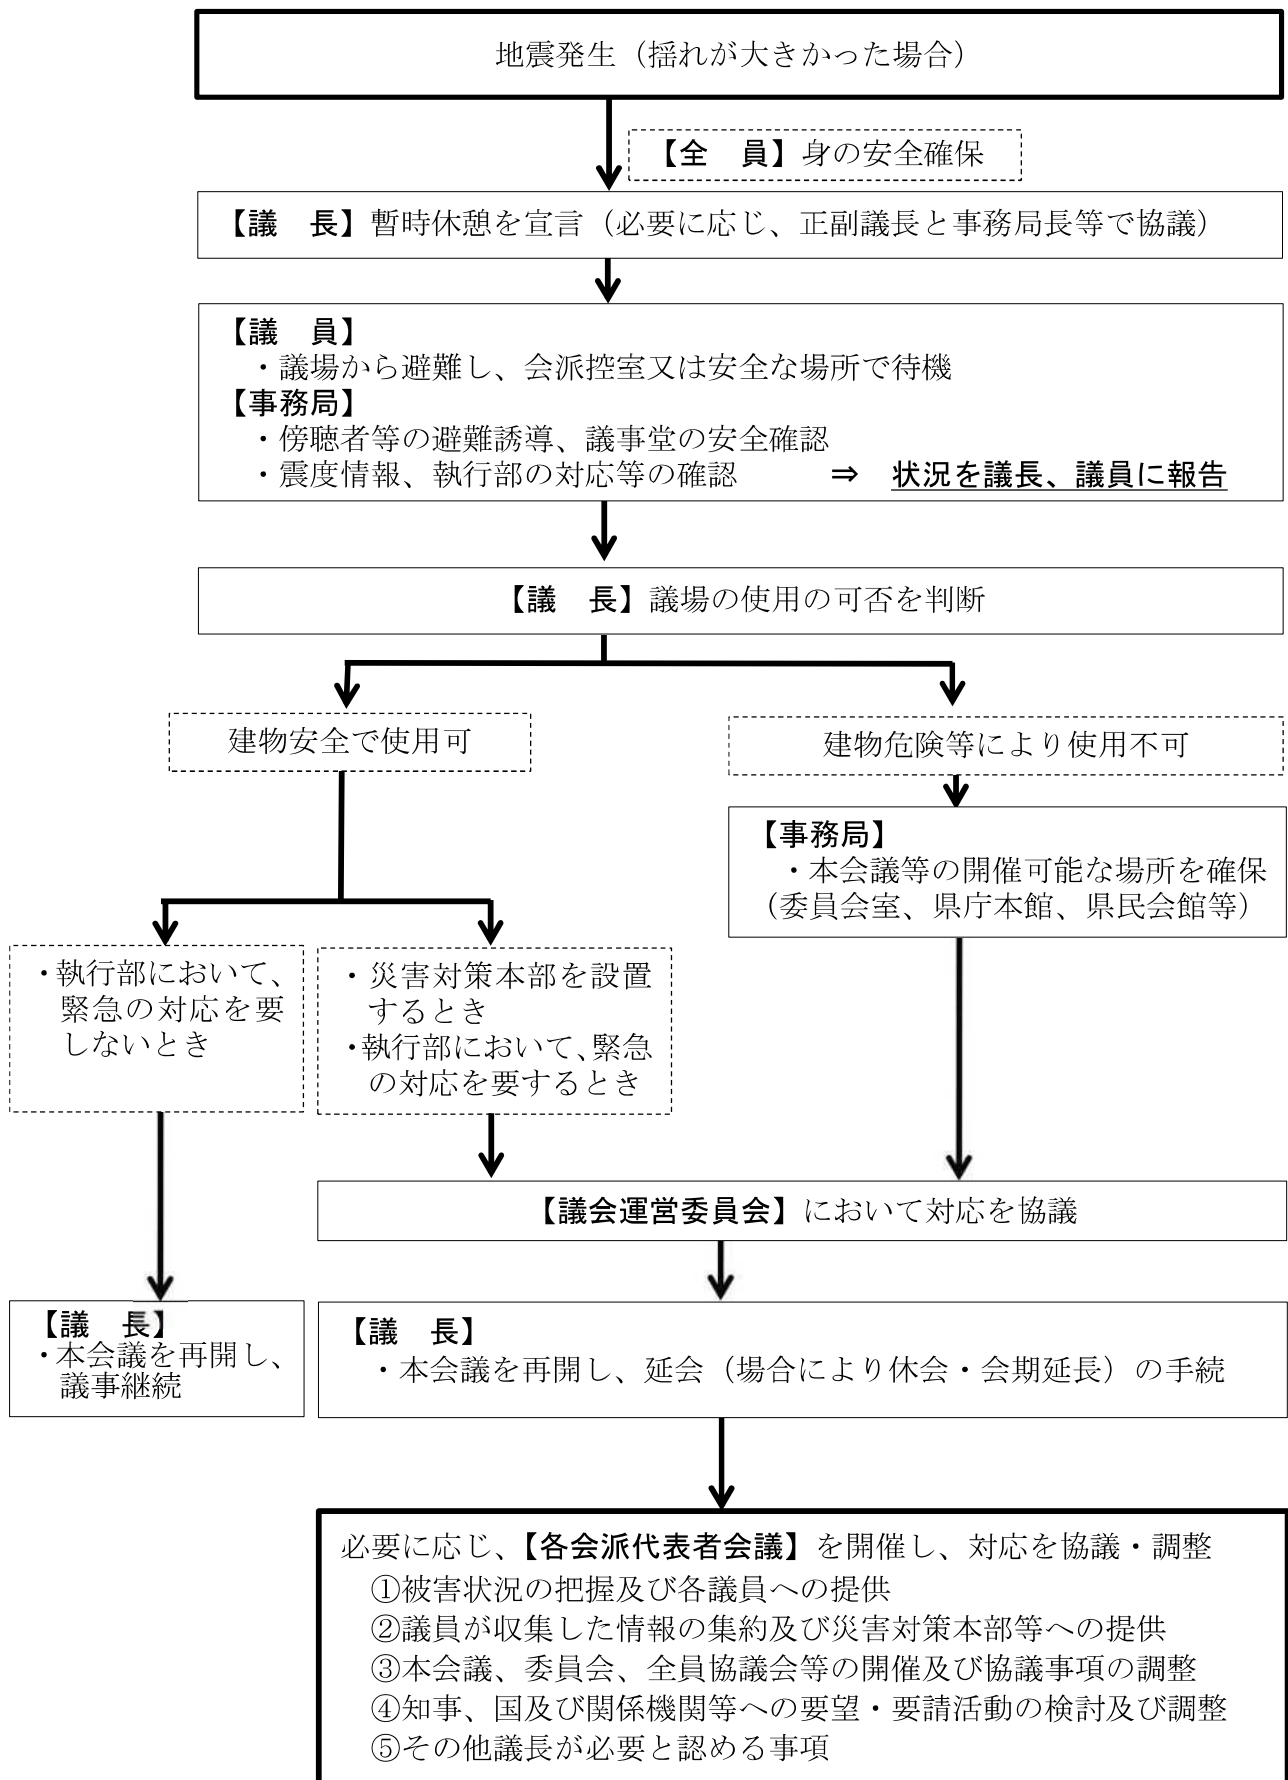 地震発生（揺れが大きかった場合）
【全　員】身の安全確保
【議　長】暫時休憩を宣言（必要に応じ、正副議長と事務局長等で協議）
【議　員】
・議場から避難し、会派控室又は安全な場所で待機
【事務局】
・傍聴者等の避難誘導、議事堂の安全確認
・震度情報、執行部の対応等の確認　　　⇒　状況を議長、議員に報告
【議　長】議場の使用の可否を判断
建物安全で使用可
建物危険等により使用不可
【事務局】
・本会議等の開催可能な場所を確保
（委員会室、県庁本館、県民会館等）
・執行部において、
緊急の対応を要
しないとき
・災害対策本部を設置
するとき
・執行部において、緊急
の対応を要するとき
【議会運営委員会】において対応を協議
【議　長】
・本会議を再開し、
議事継続
【議　長】
・本会議を再開し、延会（場合により休会・会期延長）の手続
必要に応じ、【各会派代表者会議】を開催し、対応を協議・調整
①被害状況の把握及び各議員への提供
②議員が収集した情報の集約及び災害対策本部等への提供
③本会議、委員会、全員協議会等の開催及び協議事項の調整
④知事、国及び関係機関等への要望・要請活動の検討及び調整
⑤その他議長が必要と認める事項